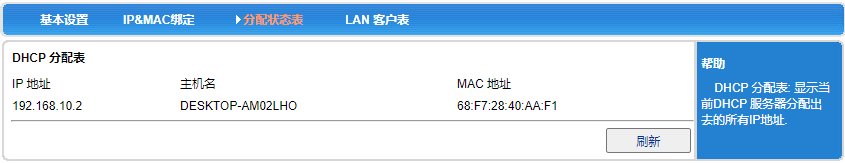 基本设置 IP&MAC绑定 分配状态表 LAN 客户表
DHCP 分配表
IP 地址 主机名 MAC 地址
192.168.10.2 DESKTOP-AM02LHO 68:F7:28:40:AA:F1
刷新
帮助
DHCP 分配表: 显示当
前DHCP 服务器分配出
去的所有IP地址.